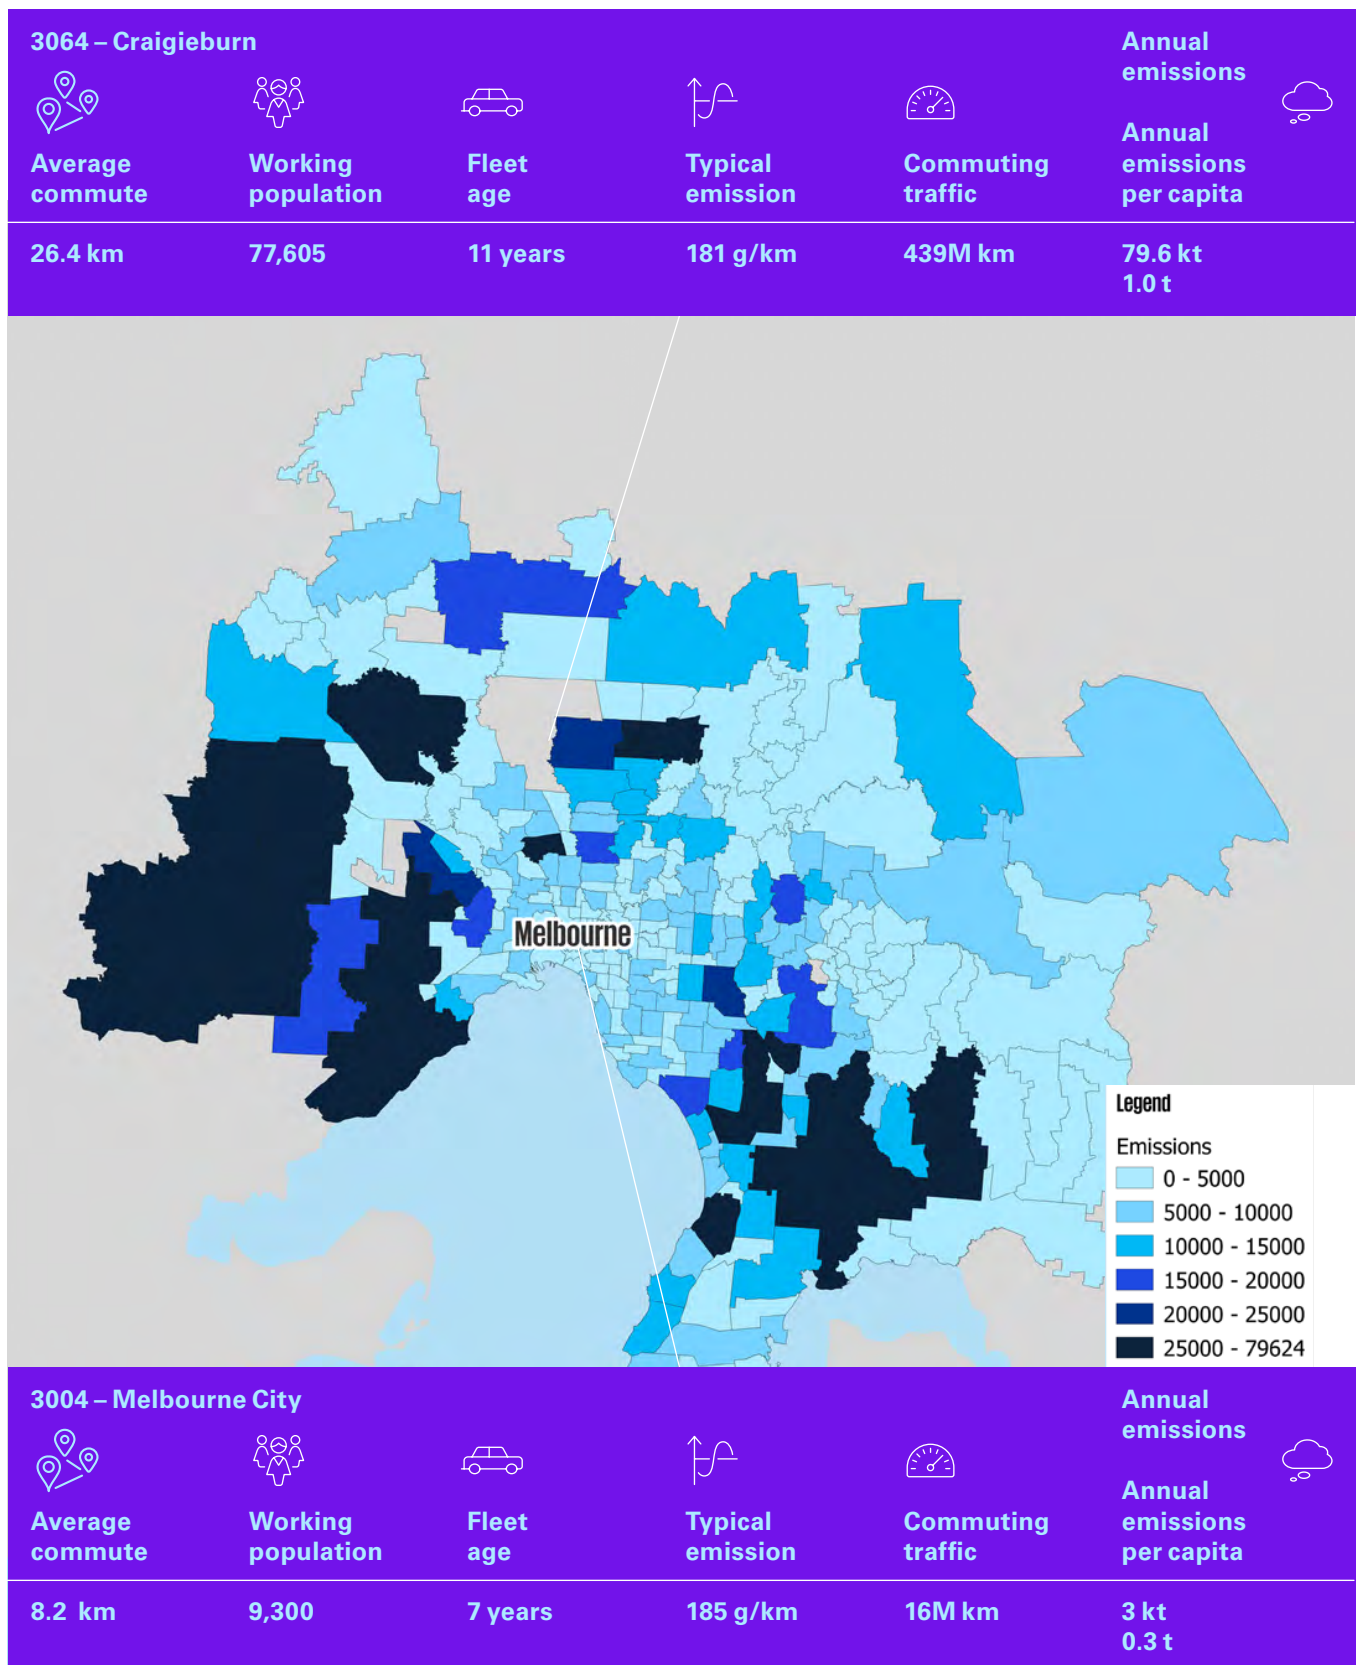 3064 – Craigieburn
Annual
emissions
Annual
emissions
per capita
Average
commute
Working
population
Fleet
age
Typical
emission
Commuting
traffic
26.4 km
77,605
11 years
181 g/km
439M km
79.6 kt
1.0 t
Melbourne
Legend
Emissions
0 - 5000
5000 - 10000
10000 - 15000
15000 - 20000
20000 - 25000
25000 - 79624
3004 – Melbourne City
Annual
emissions
Annual
emissions
per capita
Average
commute
Working
population
Fleet
age
Typical
emission
Commuting
traffic
8.2 km
9,300
7 years
185 g/km
16M km
3 kt
0.3 t